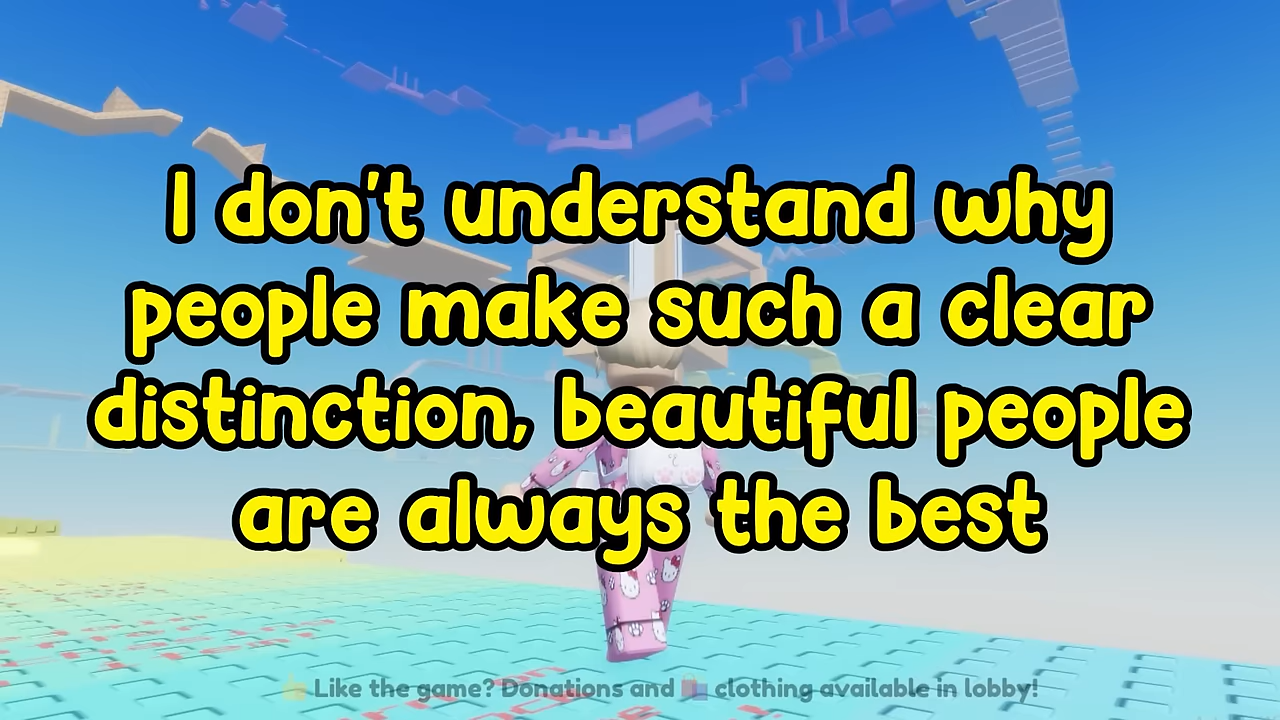 I don't understand why
people make such a clear
distinction, beautiful people
are always the best
Like the game? Donations and clothing available in lobby!